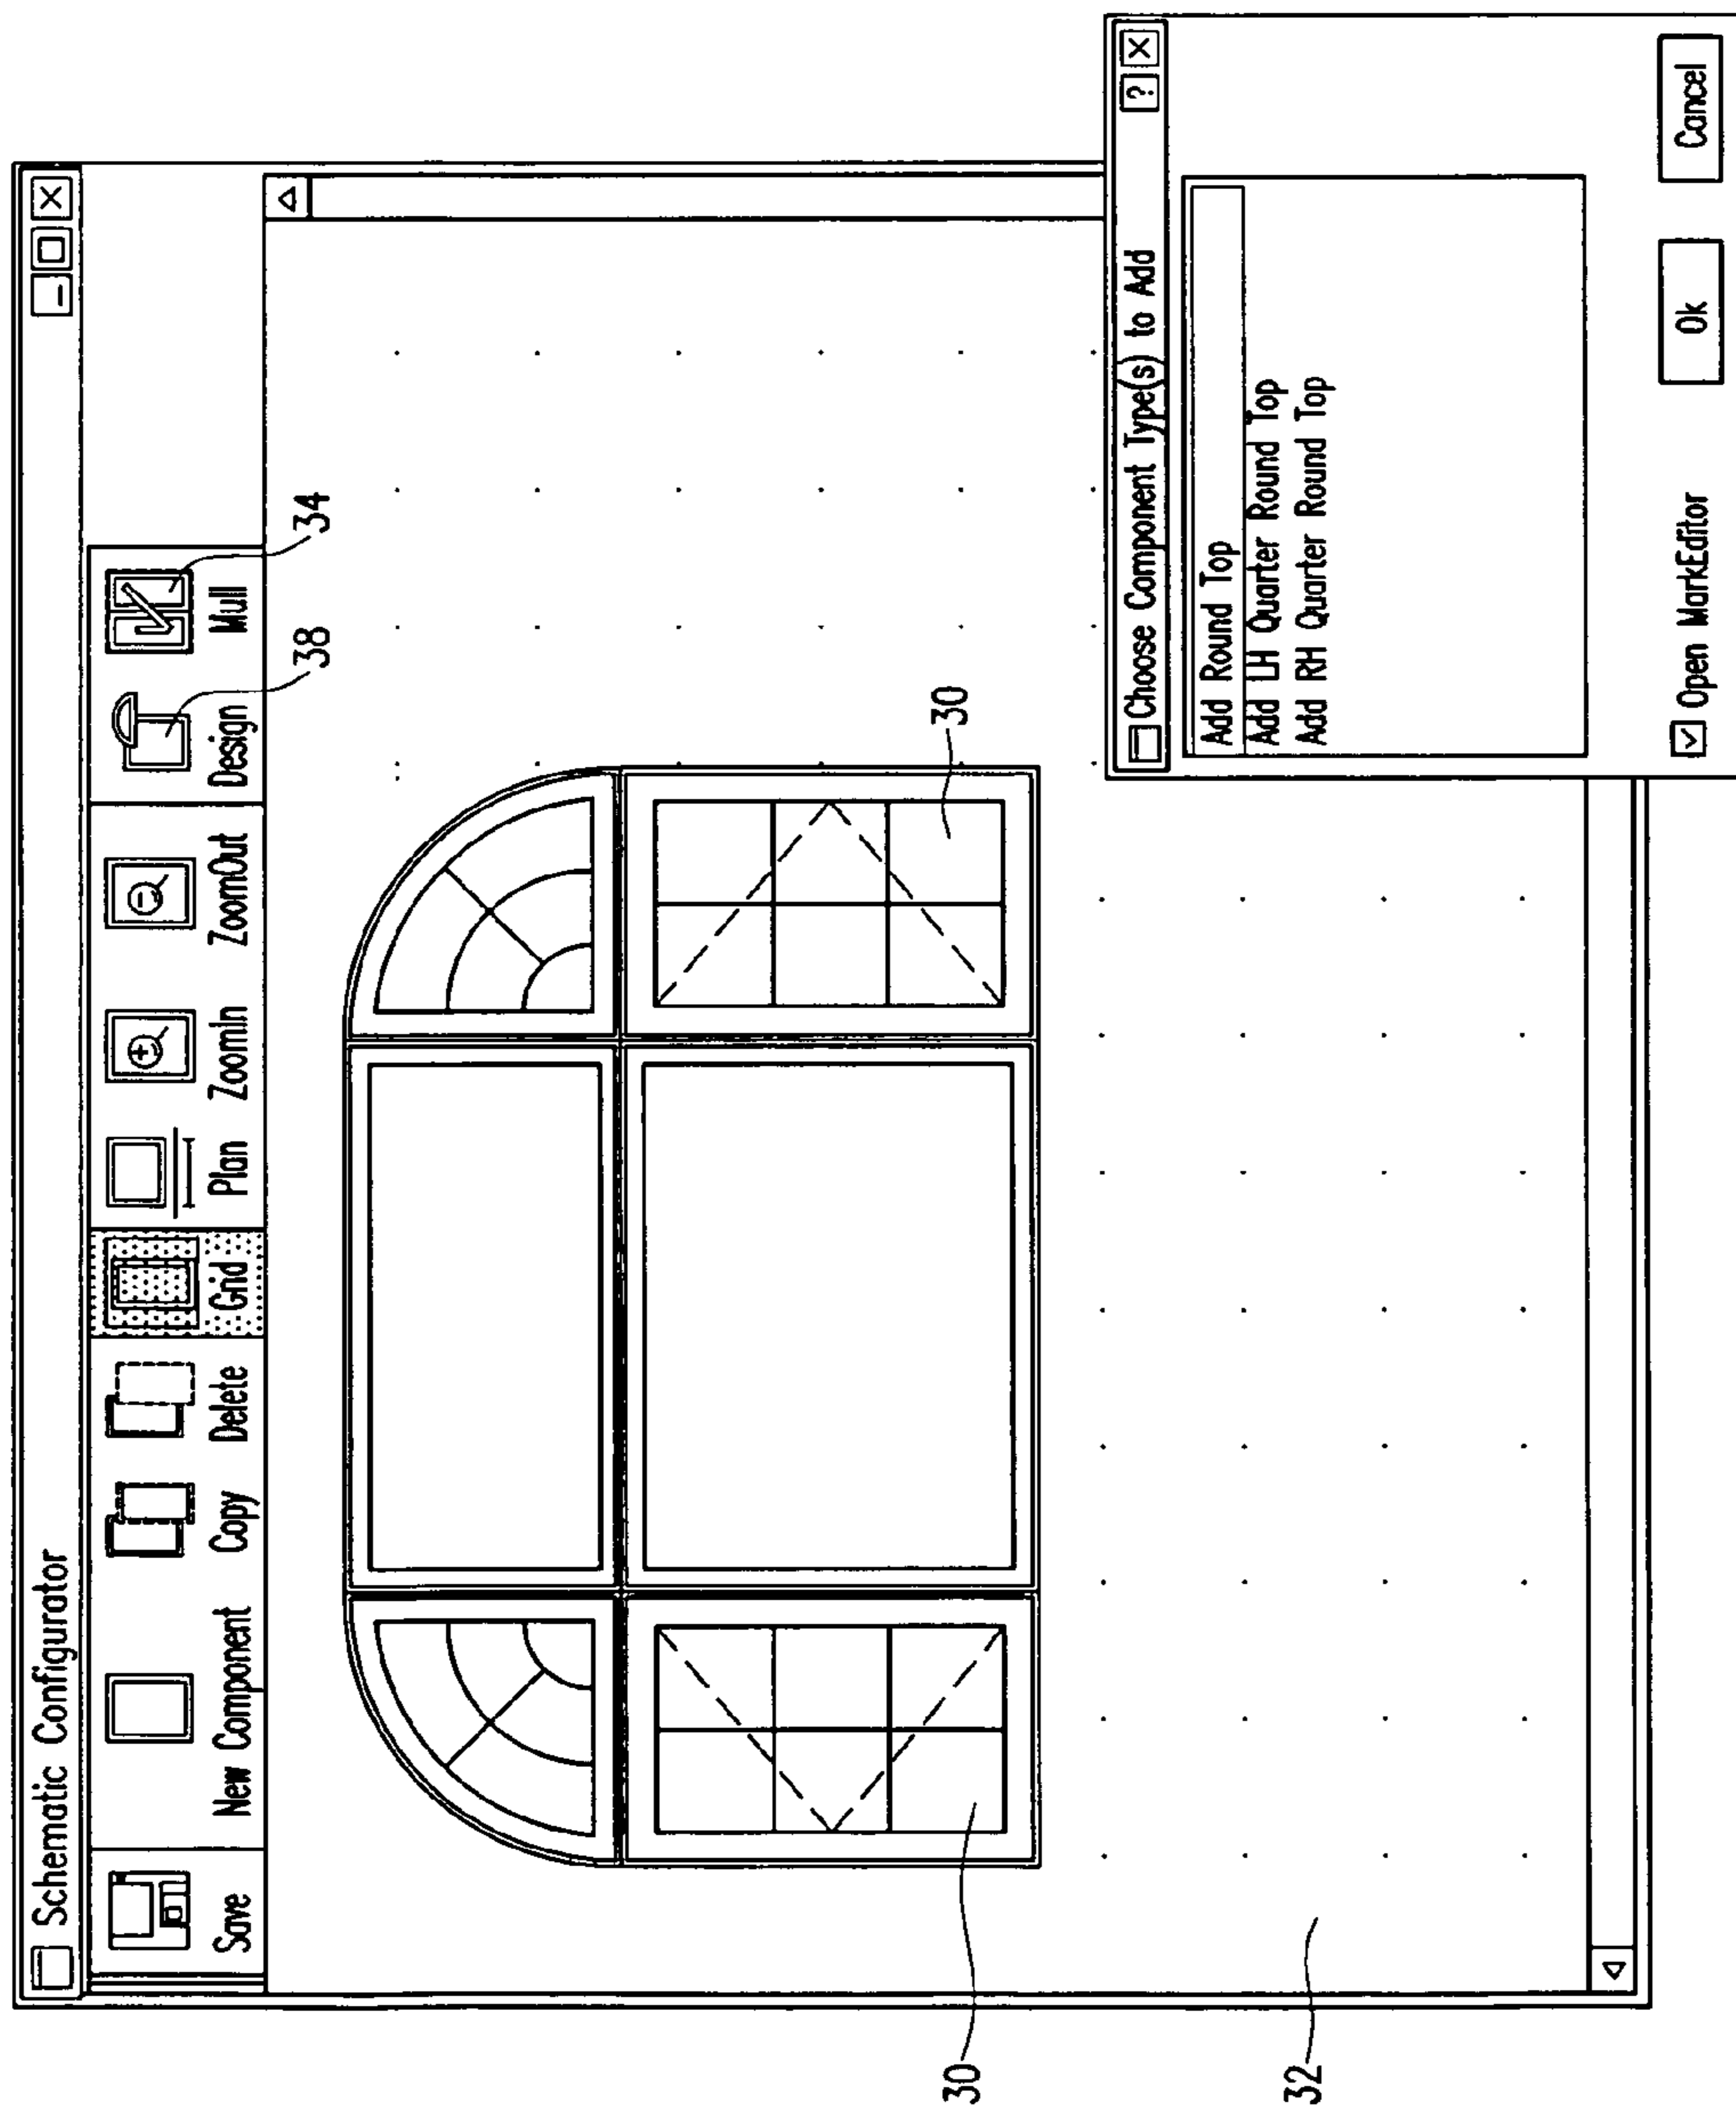 Schematic Configurator
Save
New Component
Copy
Delete
Grid
Plan
ZoomIn
ZoomOut
Design
Mull
38
34
30
30
32
Choose Component Type(s) to Add
?
Add Round Top
Add LH Quarter Round Top
Add RH Quarter Round Top
Open MarkEditor
Ok
Cancel